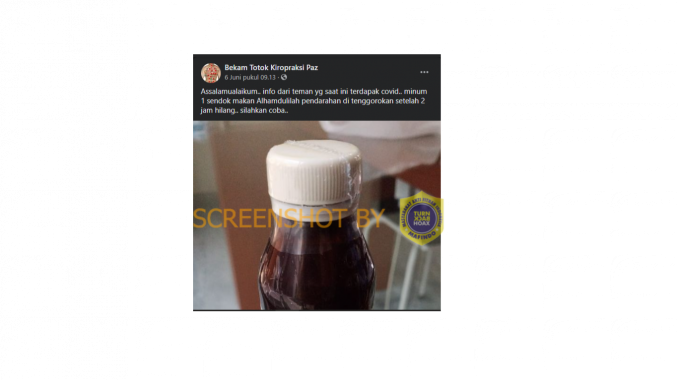 Bekam Totok Kiropraksi Paz
6 Juni pukul 09.13 ·
Assalamualaikum.. info dari teman yg saat ini terdapak covid.. minum
1 sendok makan Alhamdulilah pendarahan di tenggorokan setelah 2
jam hilang.. silahkan coba..
SCREENSHOT BY
TURN
BACK
HOAX